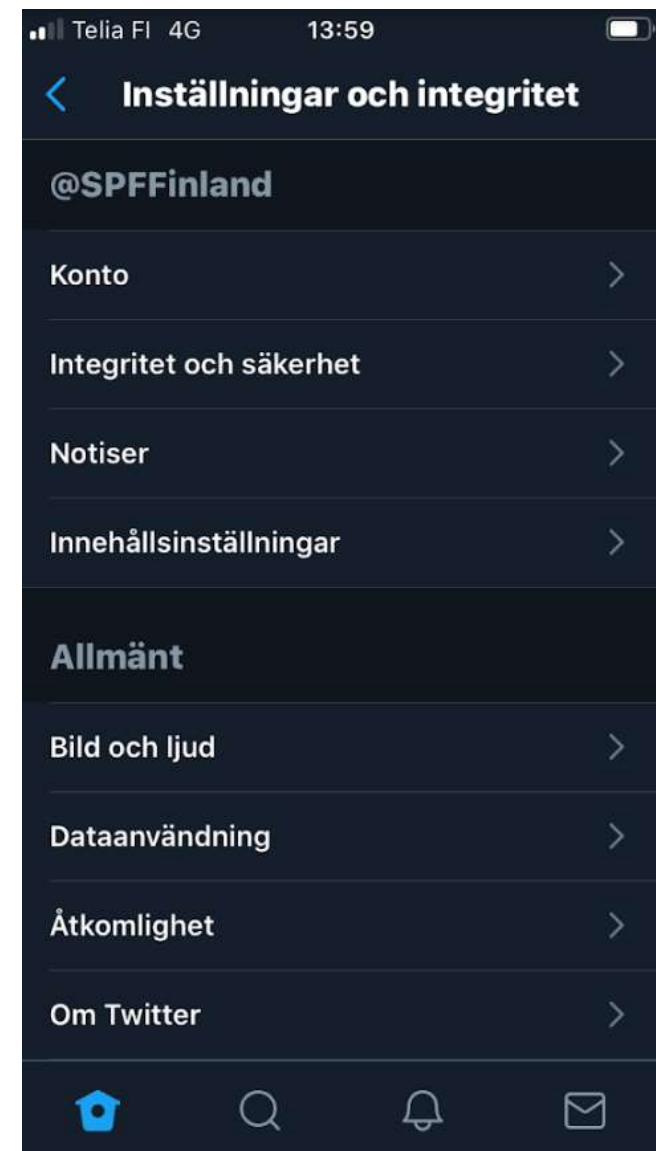 Telia FI 4G 13:59
Inställningar och integritet
@SPFFinland
Konto
Integritet och säkerhet
Notiser
Innehållsinställningar
Allmänt
Bild och ljud
Dataanvändning
Åtkomlighet
Om Twitter